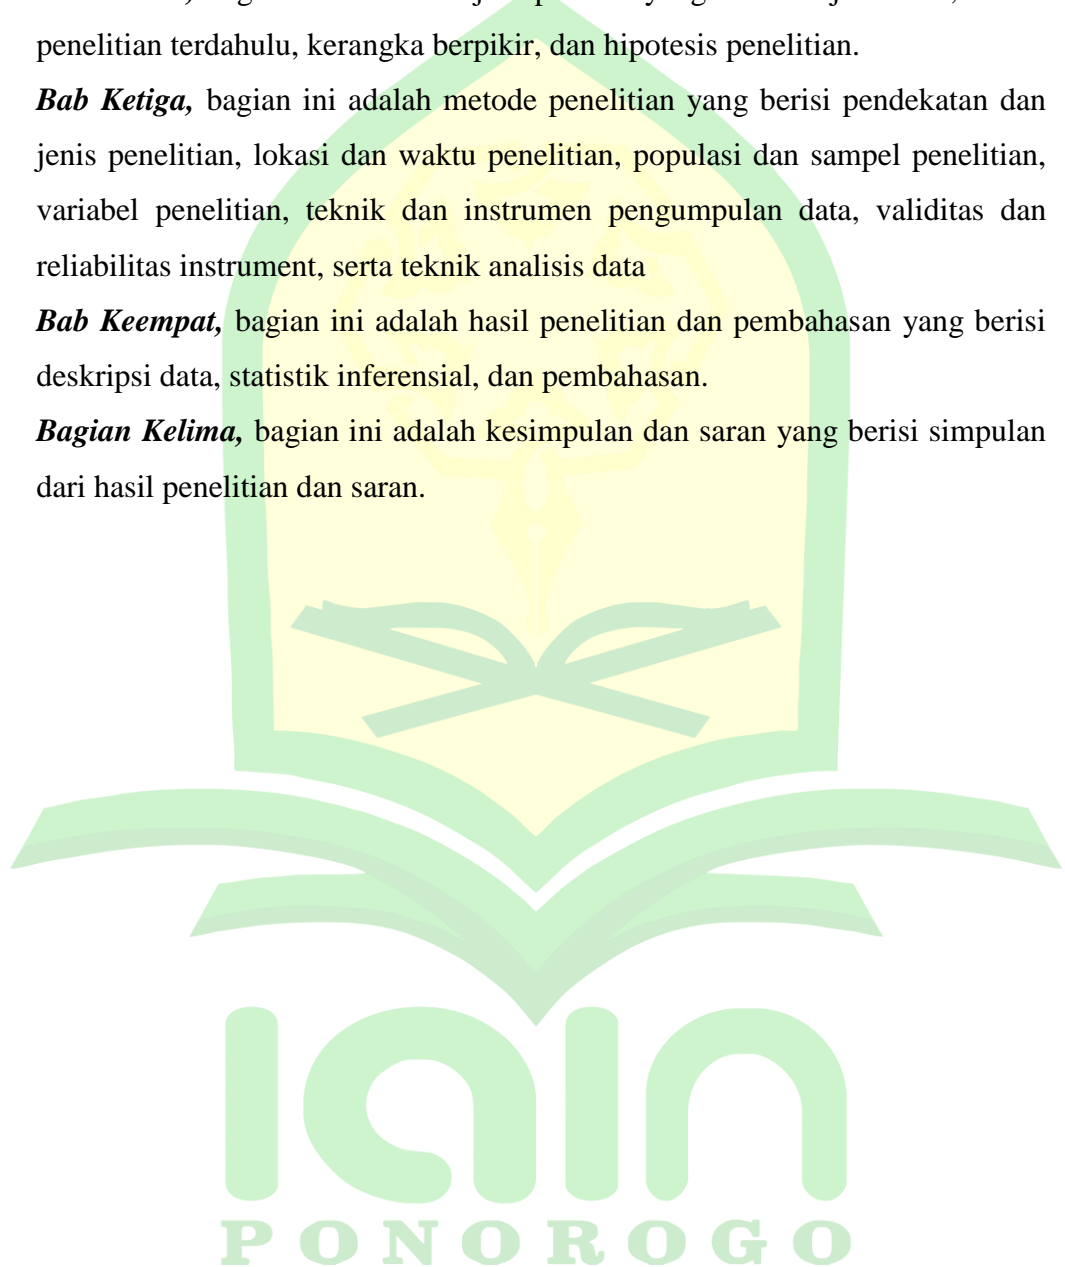 penelitian terdahulu, kerangka berpikir, dan hipotesis penelitian.
Bab Ketiga, bagian ini adalah metode penelitian yang berisi pendekatan dan
jenis penelitian, lokasi dan waktu penelitian, populasi dan sampel penelitian,
variabel penelitian, teknik dan instrumen pengumpulan data, validitas dan
reliabilitas instrument, serta teknik analisis data
Bab Keempat, bagian ini adalah hasil penelitian dan pembahasan yang berisi
deskripsi data, statistik inferensial, dan pembahasan.
Bagian Kelima, bagian ini adalah kesimpulan dan saran yang berisi simpulan
dari hasil penelitian dan saran.
IAIN
PONOROGO